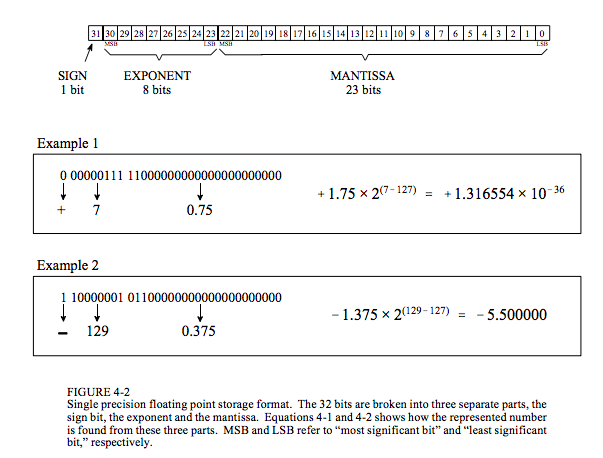 31 30 29 28 27 26 25 24 23 22 21 20 19 18 17 16 15 14 13 12 11 10 9 8 7 6 5 4 3 2 1 0
MSB LSB MSB LSB
SIGN EXPONENT MANTISSA
1 bit 8 bits 23 bits
Example 1
0 00000111 11000000000000000000000
+ 7 0.75
+1.75 × 2^(7-127) = +1.316554 × 10^-36
Example 2
1 10000001 01100000000000000000000
– 129 0.375
-1.375 × 2^(129-127) = -5.500000
FIGURE 4-2
Single precision floating point storage format. The 32 bits are broken into three separate parts, the
sign bit, the exponent and the mantissa. Equations 4-1 and 4-2 shows how the represented number
is found from these three parts. MSB and LSB refer to “most significant bit” and “least significant
bit,” respectively.